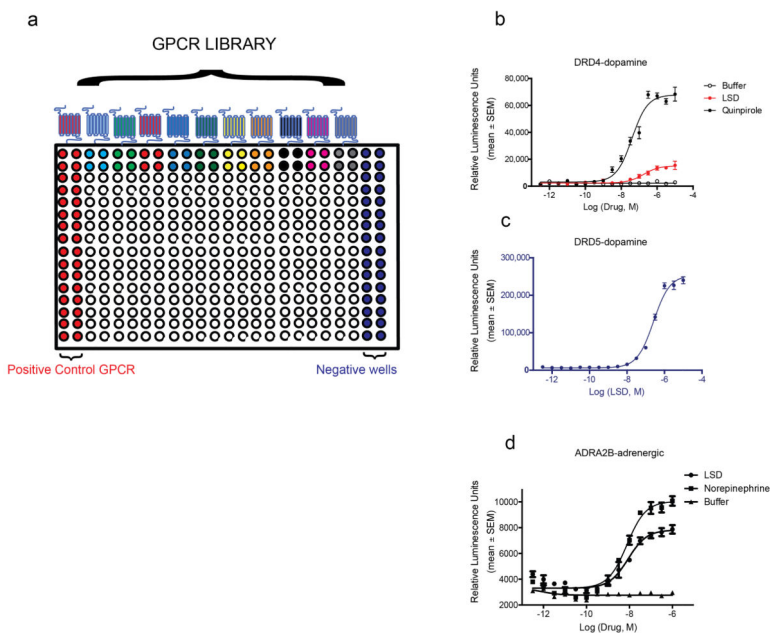 a
GPCR LIBRARY
Positive Control GPCR
Negative wells
b
DRD4-dopamine
Relative Luminescence Units
(mean ± SEM)
80,000
60,000
40,000
20,000
0
-12
-10
-8
-6
-4
Log (Drug, M)
Buffer
LSD
Quinpirole
c
DRD5-dopamine
Relative Luminescence Units
(mean ± SEM)
300,000
200,000
100,000
0
-12
-10
-8
-6
-4
Log (LSD, M)
d
ADRA2B-adrenergic
Relative Luminescence Units
(mean ± SEM)
10000
8000
6000
4000
2000
-12
-10
-8
-6
Log (Drug, M)
LSD
Norepinephrine
Buffer